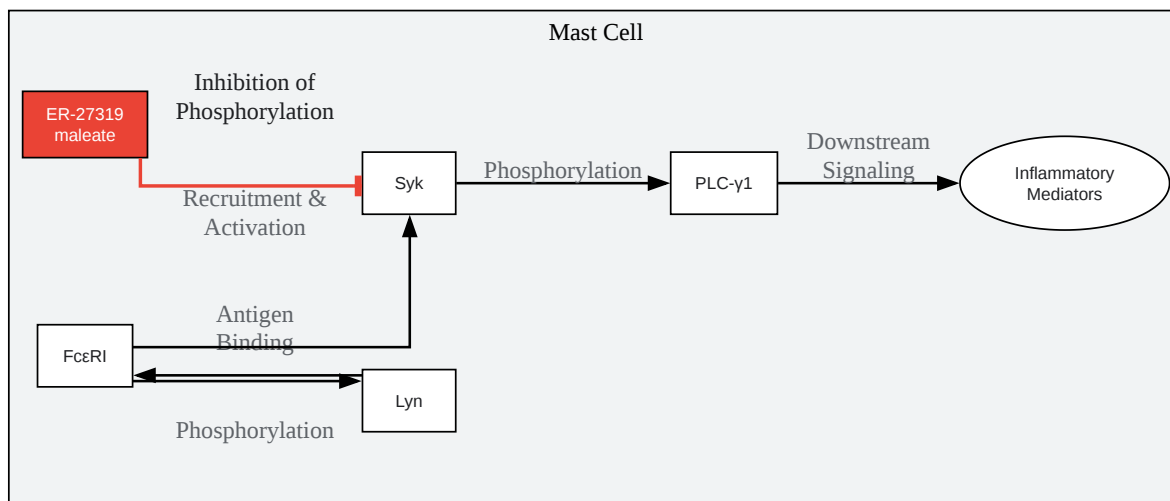 Mast Cell
Inhibition of
Phosphorylation
ER-27319
maleate
Recruitment &
Activation
Syk
Phosphorylation
PLC-γ1
Downstream
Signaling
Inflammatory
Mediators
Antigen
Binding
FcεRI
Lyn
Phosphorylation